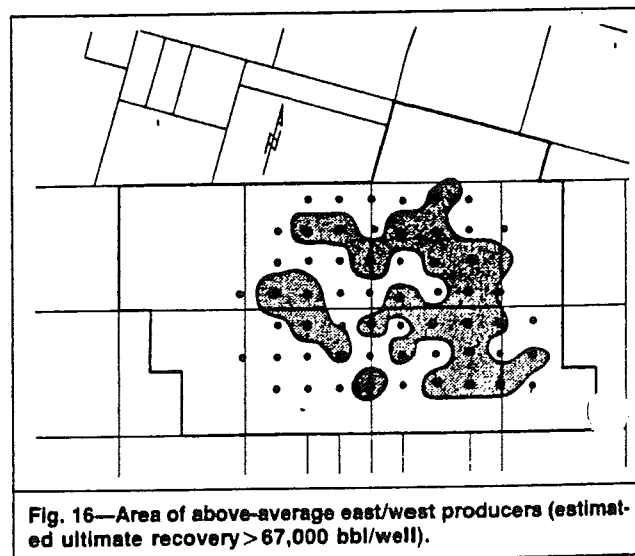 Fig. 16—Area of above-average east/west producers (estimat-
ed ultimate recovery>67,000 bbl/well).